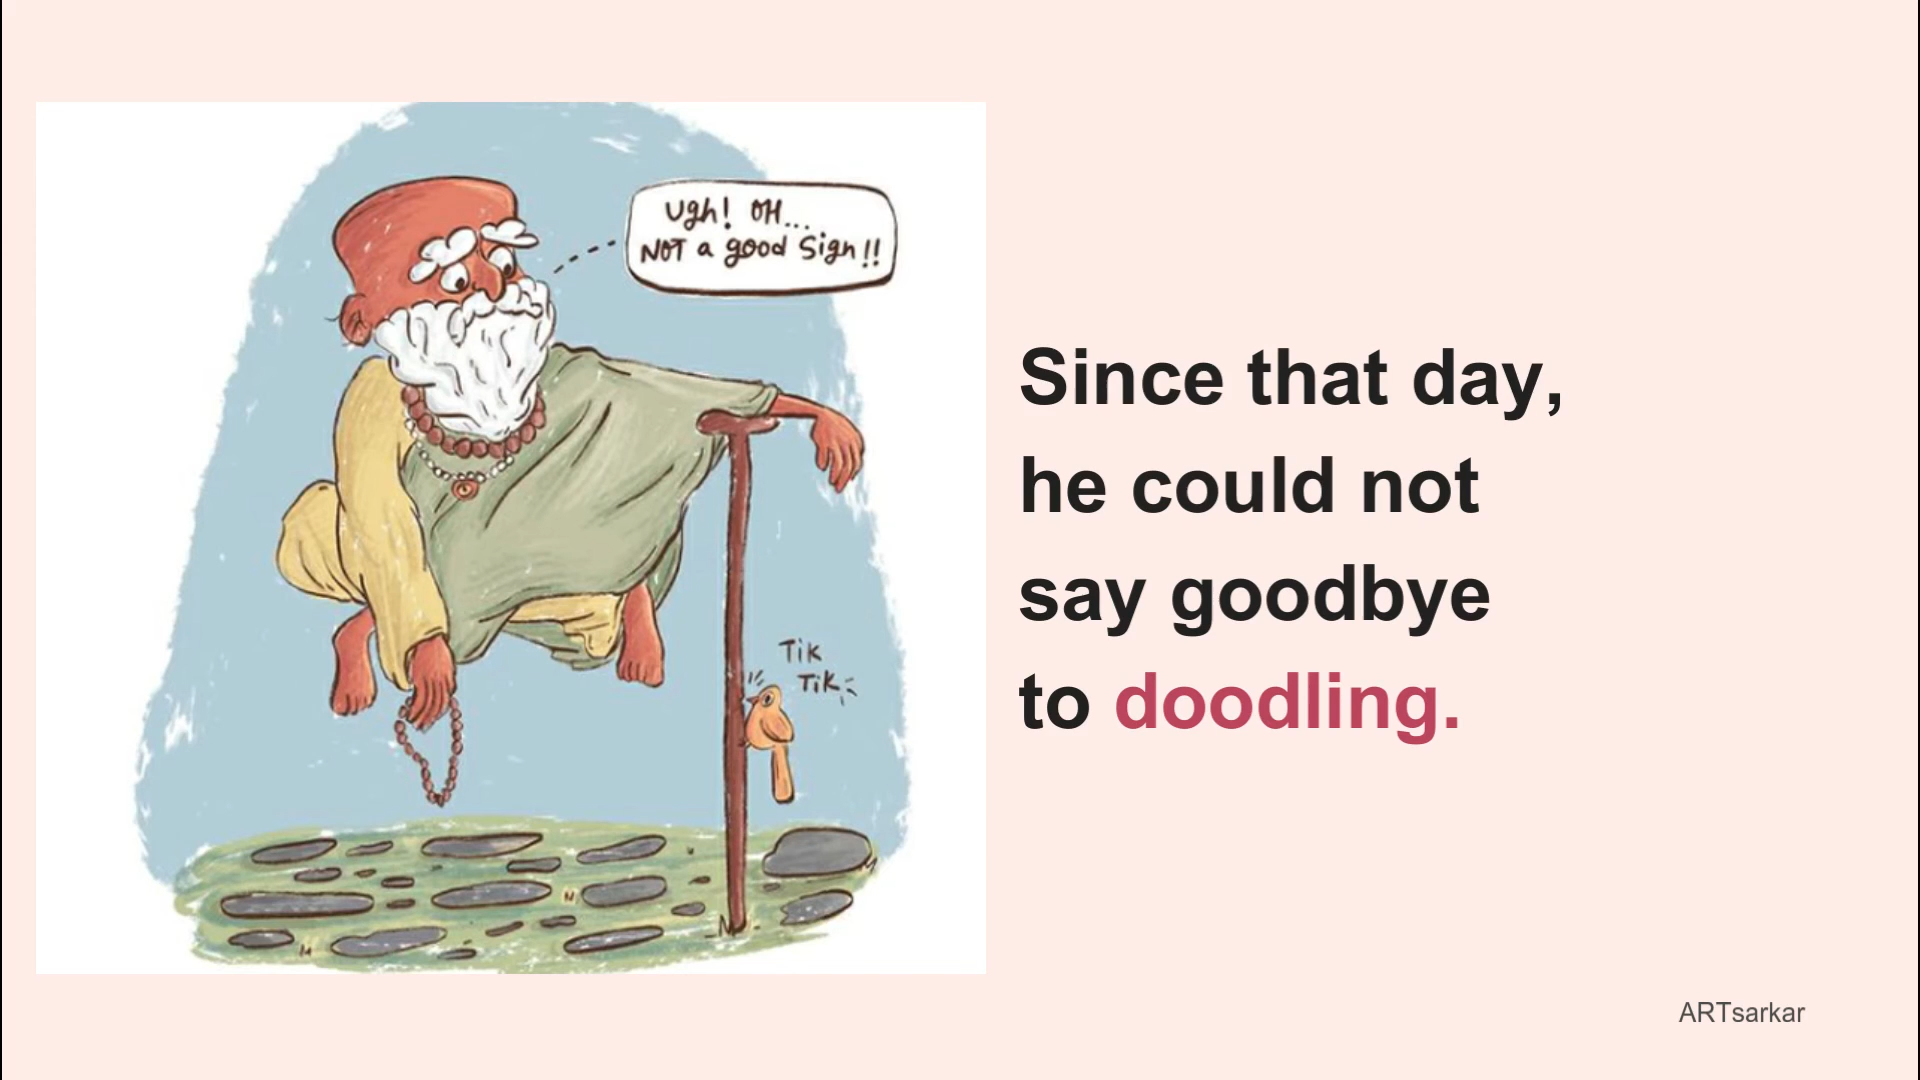 Ugh! OH...
NOT a good Sign!!
Tik
Tik
Since that day,
he could not
say goodbye
to doodling.
ARTsarkar